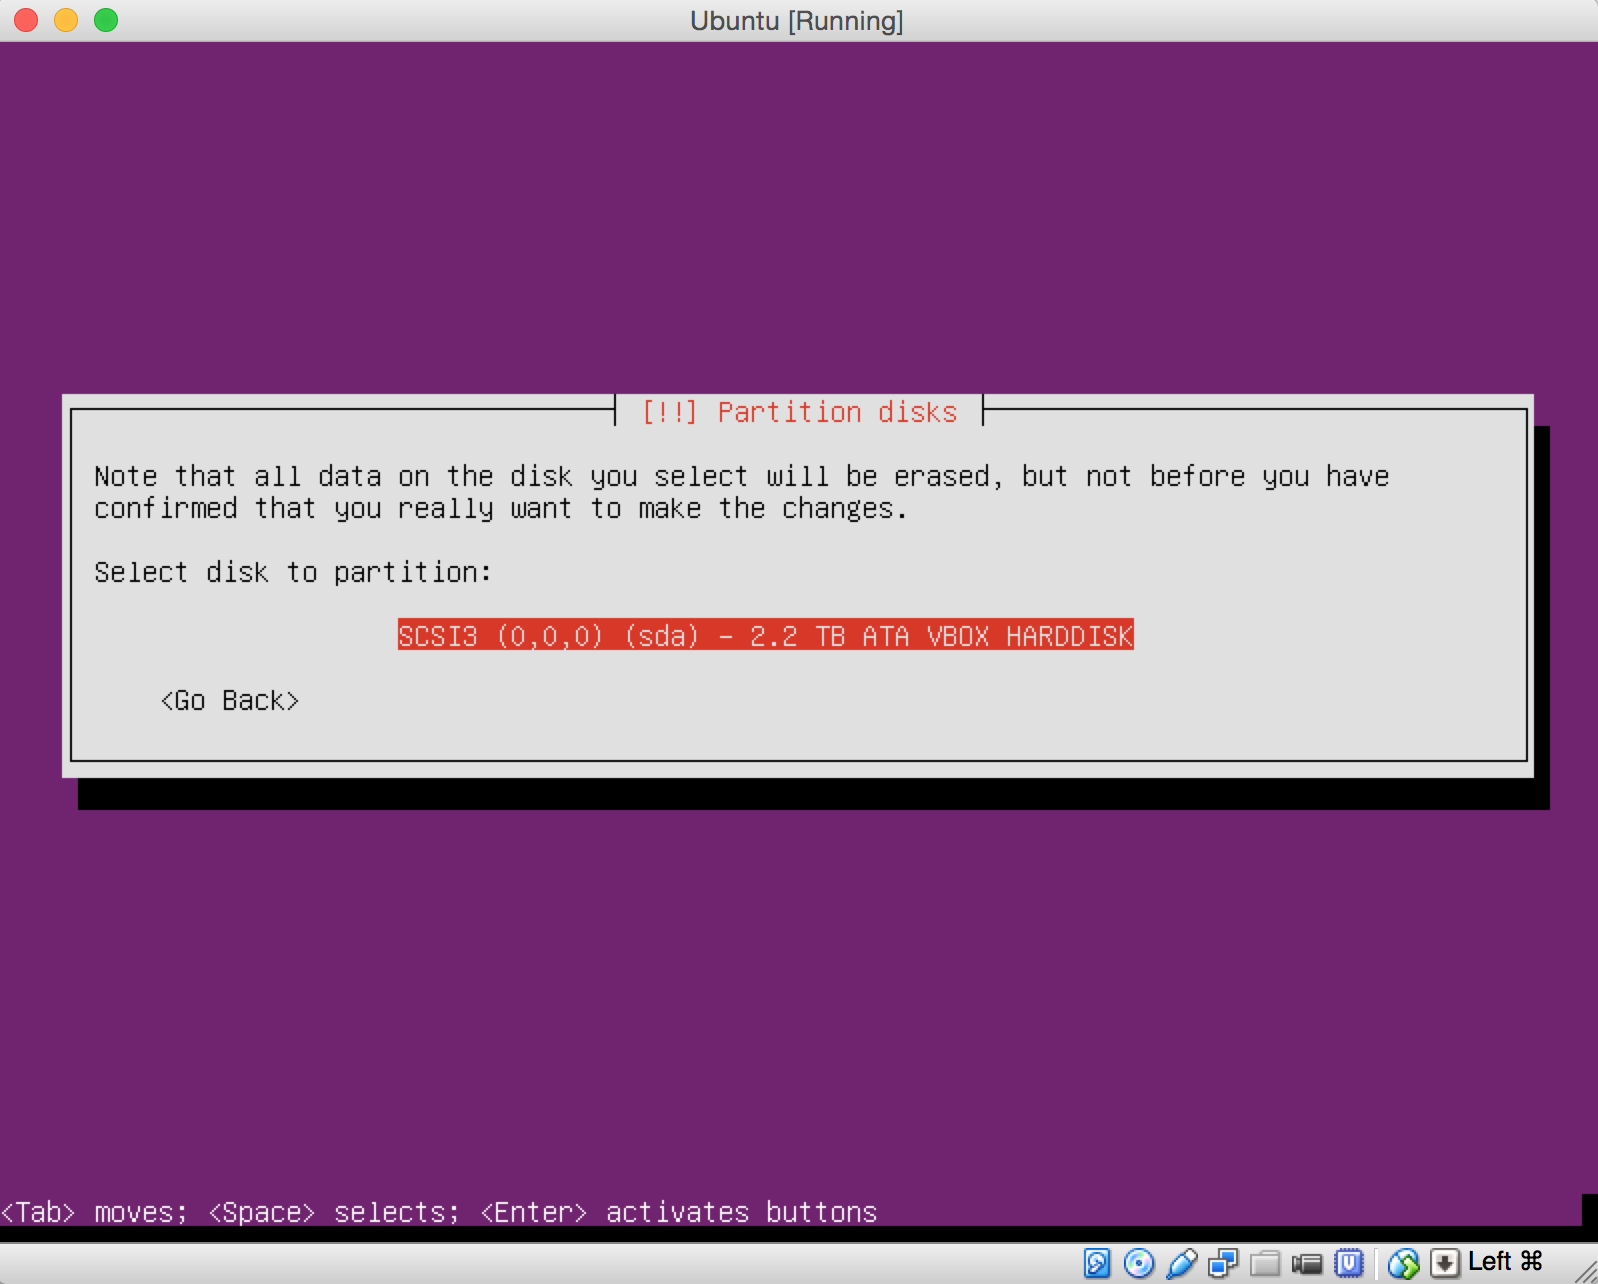 Ubuntu [Running]
[!!] Partition disks
Note that all data on the disk you select will be erased, but not before you have
confirmed that you really want to make the changes.
Select disk to partition:
SCSI3 (0,0,0) (sda) - 2.2 TB ATA VBOX HARDDISK
<Go Back>
<Tab> moves; <Space> selects; <Enter> activates buttons
Left ⌘